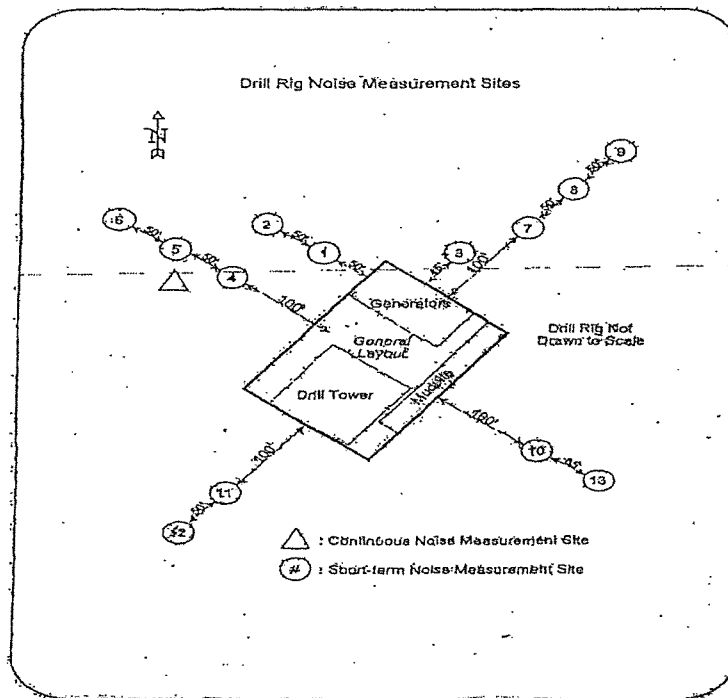 Drill Rig Noise Measurement Sites
N
9
50'
8
6
2
50'
50'
50'
7
5
1
3
50'
50'
45'
100'
4
100'
Generators
General
Layout
Drill Rig Not
Drawn to Scale
Drill Tower
Mudsite
100'
100'
10
45'
11
13
50'
12
△ : Continuous Noise Measurement Site
# : Short-term Noise Measurement Site